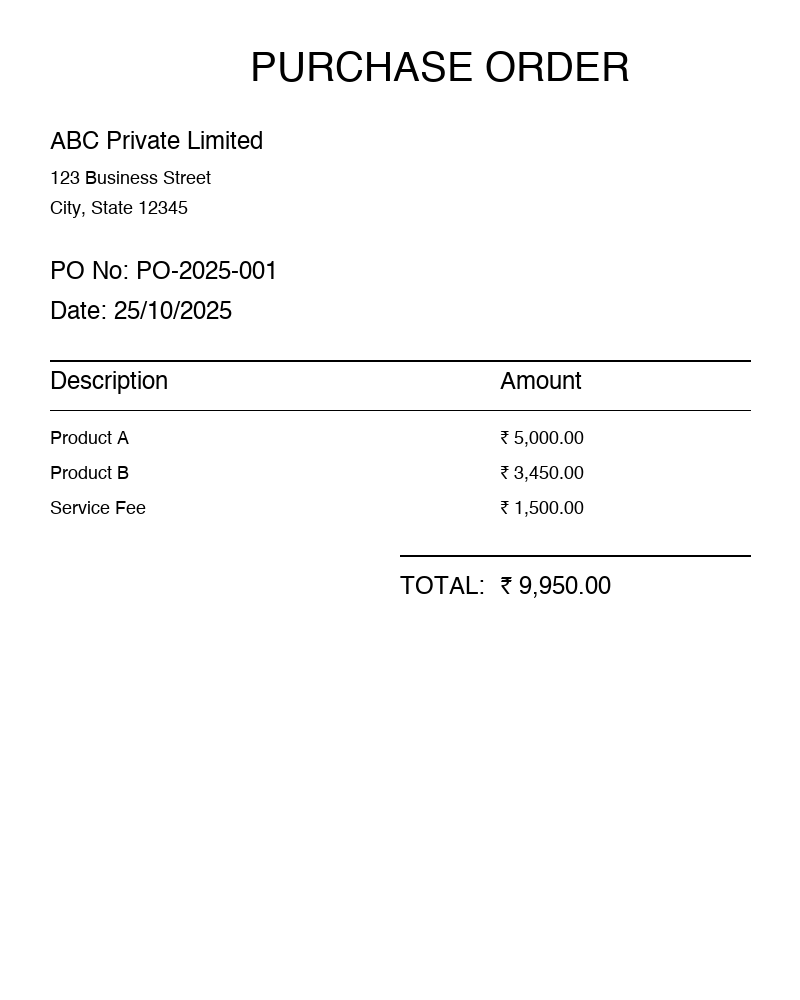 PURCHASE ORDER
ABC Private Limited
123 Business Street
City, State 12345
PO No: PO-2025-001
Date: 25/10/2025
Description Amount
Product A ₹ 5,000.00
Product B ₹ 3,450.00
Service Fee ₹ 1,500.00
TOTAL: ₹ 9,950.00